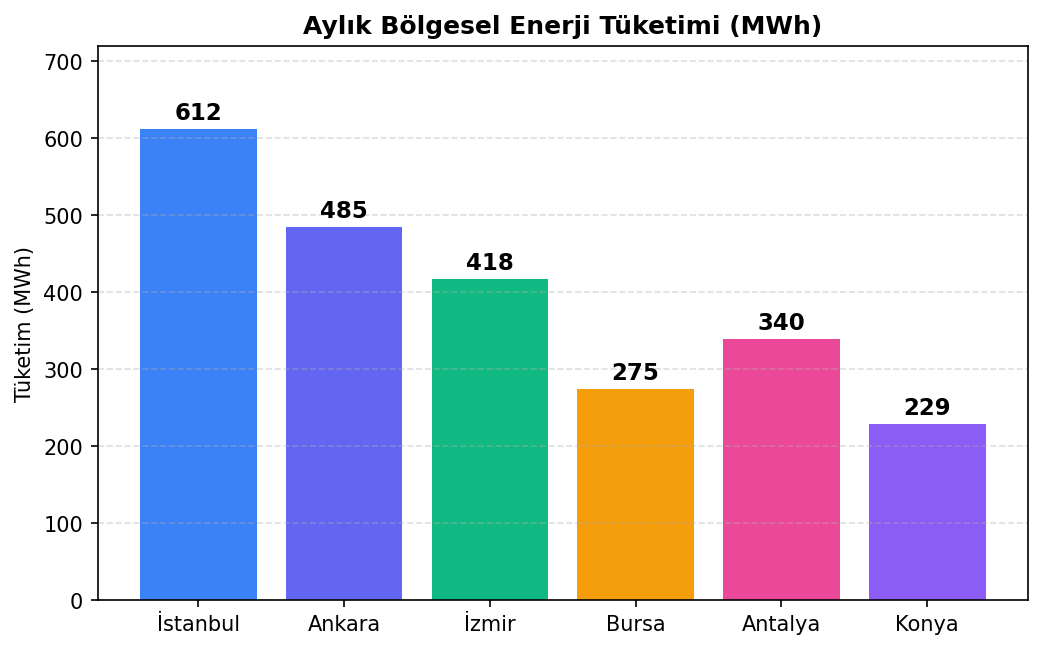 Aylık Bölgesel Enerji Tüketimi (MWh)
Tüketim (MWh)
700
600
500
400
300
200
100
0
612
485
418
275
340
229
İstanbul
Ankara
İzmir
Bursa
Antalya
Konya